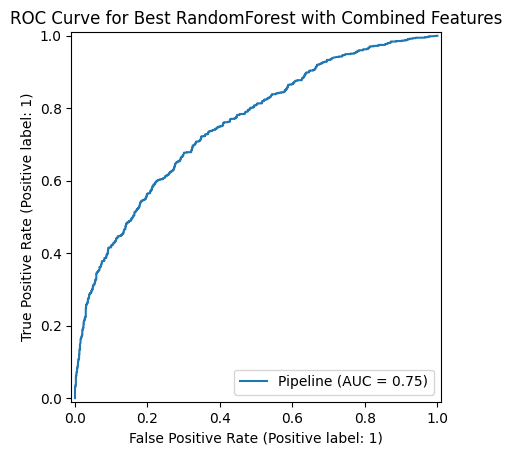 ROC Curve for Best RandomForest with Combined Features
1.0
0.8
0.6
0.4
0.2
0.0
True Positive Rate (Positive label: 1)
Pipeline (AUC = 0.75)
0.0 0.2 0.4 0.6 0.8 1.0
False Positive Rate (Positive label: 1)